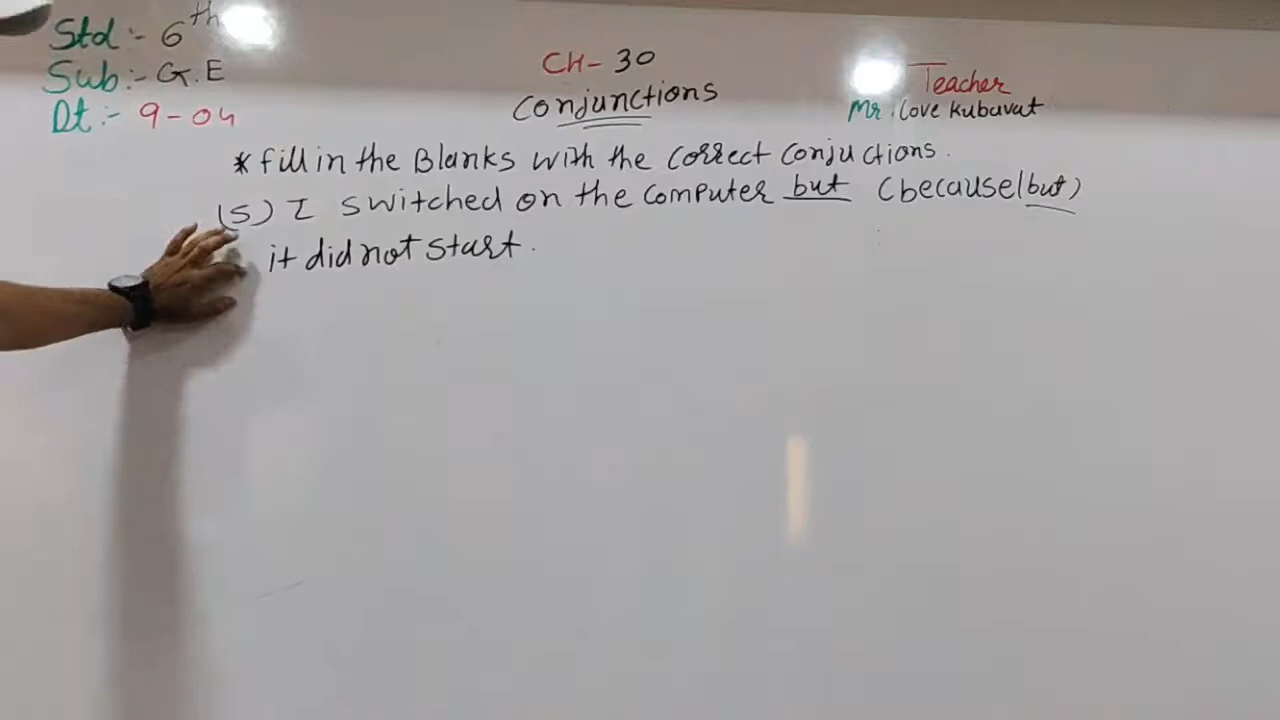 Std :- 6th
Sub :- G.E
Dt :- 9-04
CH- 30
Conjunctions
Teacher
Mr. Love Kubavat
* Fill in the Blanks with the correct conjuctions.
(5) I switched on the computer but (because/but)
it did not start.